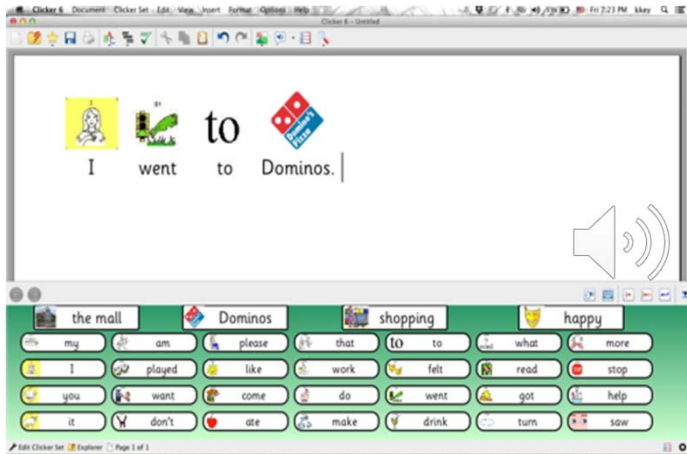 Clicker 6 Document Clicker Set Edit View Insert Format Options Help Fri 2:23 PM kkey
Clicker 6 - Untitled
I
to
Domino's Pizza
I went to Dominos.
the mall Dominos shopping happy
my am please that to to what more
I played like work felt read stop
you want come do went got help
it don't ate make drink turn saw
Edit Clicker Set Explorer Page 1 of 1